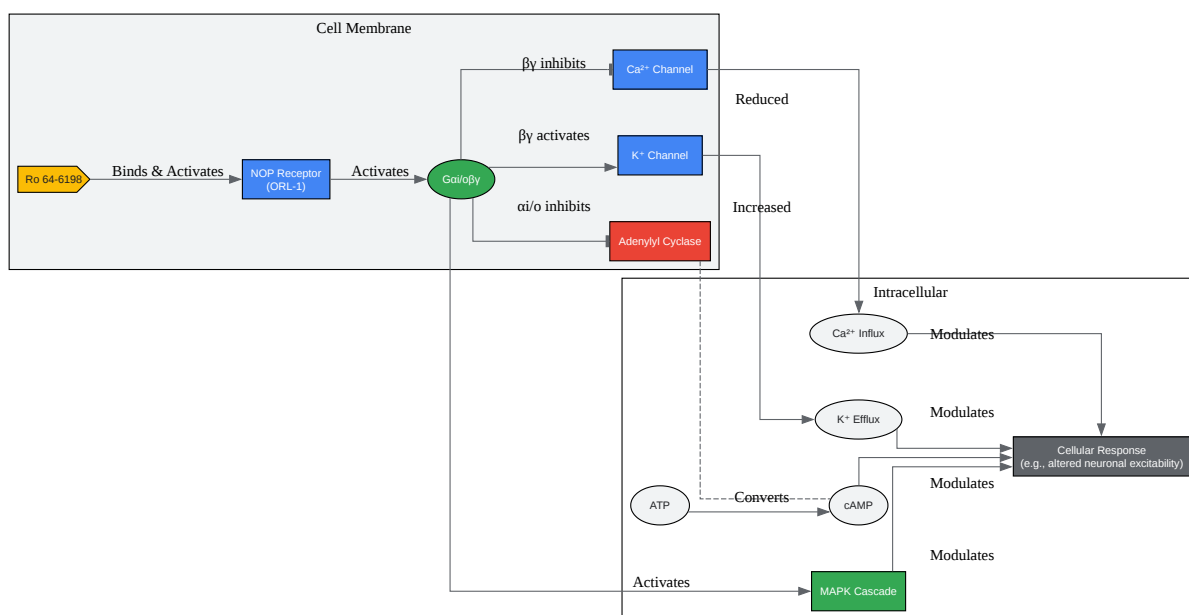 Cell Membrane
βγ inhibits
Ca²⁺ Channel
Reduced
βγ activates
K⁺ Channel
Ro 64-6198
Binds & Activates
NOP Receptor
(ORL-1)
Activates
Gαi/oβγ
αi/o inhibits
Increased
Adenylyl Cyclase
Intracellular
Ca²⁺ Influx
Modulates
K⁺ Efflux
Modulates
Cellular Response
(e.g., altered neuronal excitability)
ATP
Converts
cAMP
Modulates
Modulates
Activates
MAPK Cascade